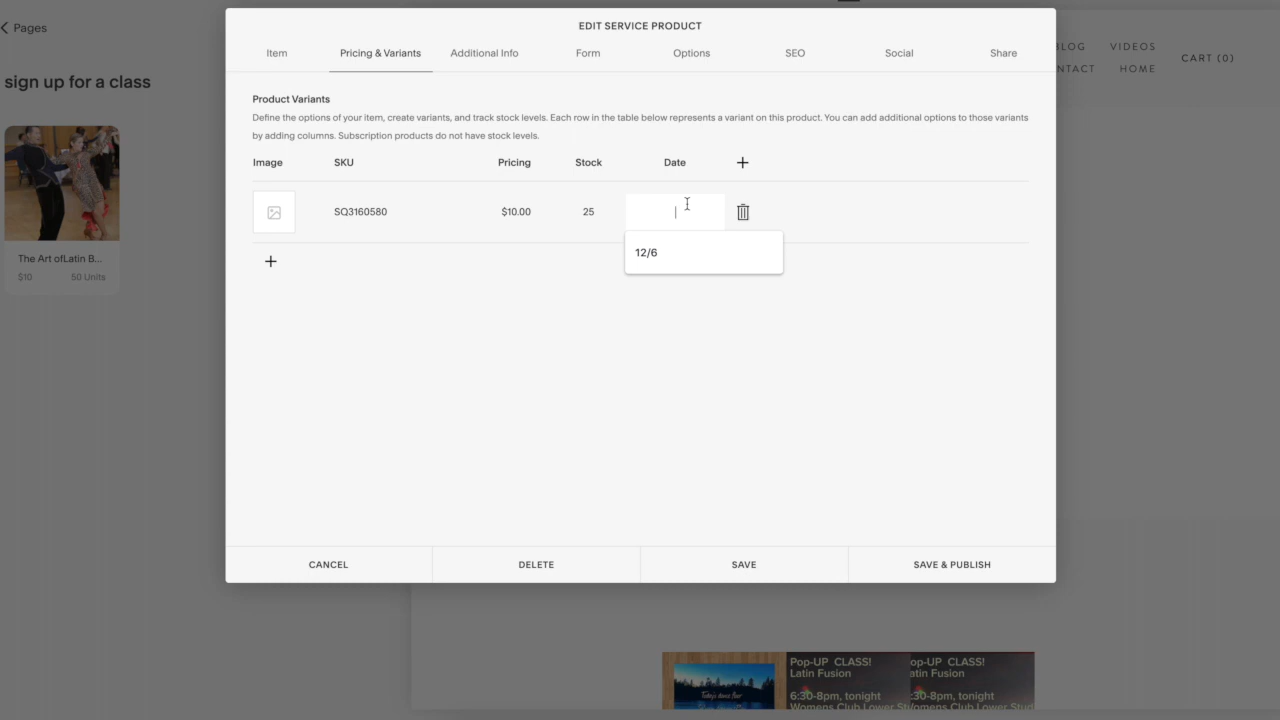 Pages
sign up for a class
The Art ofLatin B...
$10 50 Units
EDIT SERVICE PRODUCT
Item Pricing & Variants Additional Info Form Options SEO Social Share
Product Variants
Define the options of your item, create variants, and track stock levels. Each row in the table below represents a variant on this product. You can add additional options to those variants
by adding columns. Subscription products do not have stock levels.
Image SKU Pricing Stock Date
SQ3160580 $10.00 25
12/6
CANCEL DELETE SAVE SAVE & PUBLISH
BLOG VIDEOS
NTACT HOME
CART (0)
Today's dance floor
Pop-UP CLASS!
Latin Fusion
6:30-8pm, tonight
Womens Club Lower St
op-UP CLASS!
atin Fusion
:30-8pm, tonight
omens Club Lower Stud